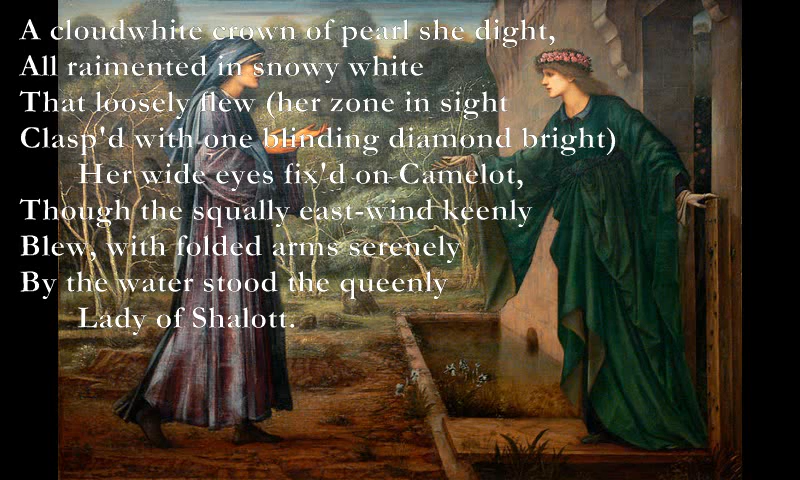 A cloudwhite crown of pearl she dight,
All raimented in snowy white
That loosely flew (her zone in sight
Clasp'd with one blinding diamond bright)
Her wide eyes fix'd on Camelot,
Though the squally east-wind keenly
Blew, with folded arms serenely
By the water stood the queenly
Lady of Shalott.